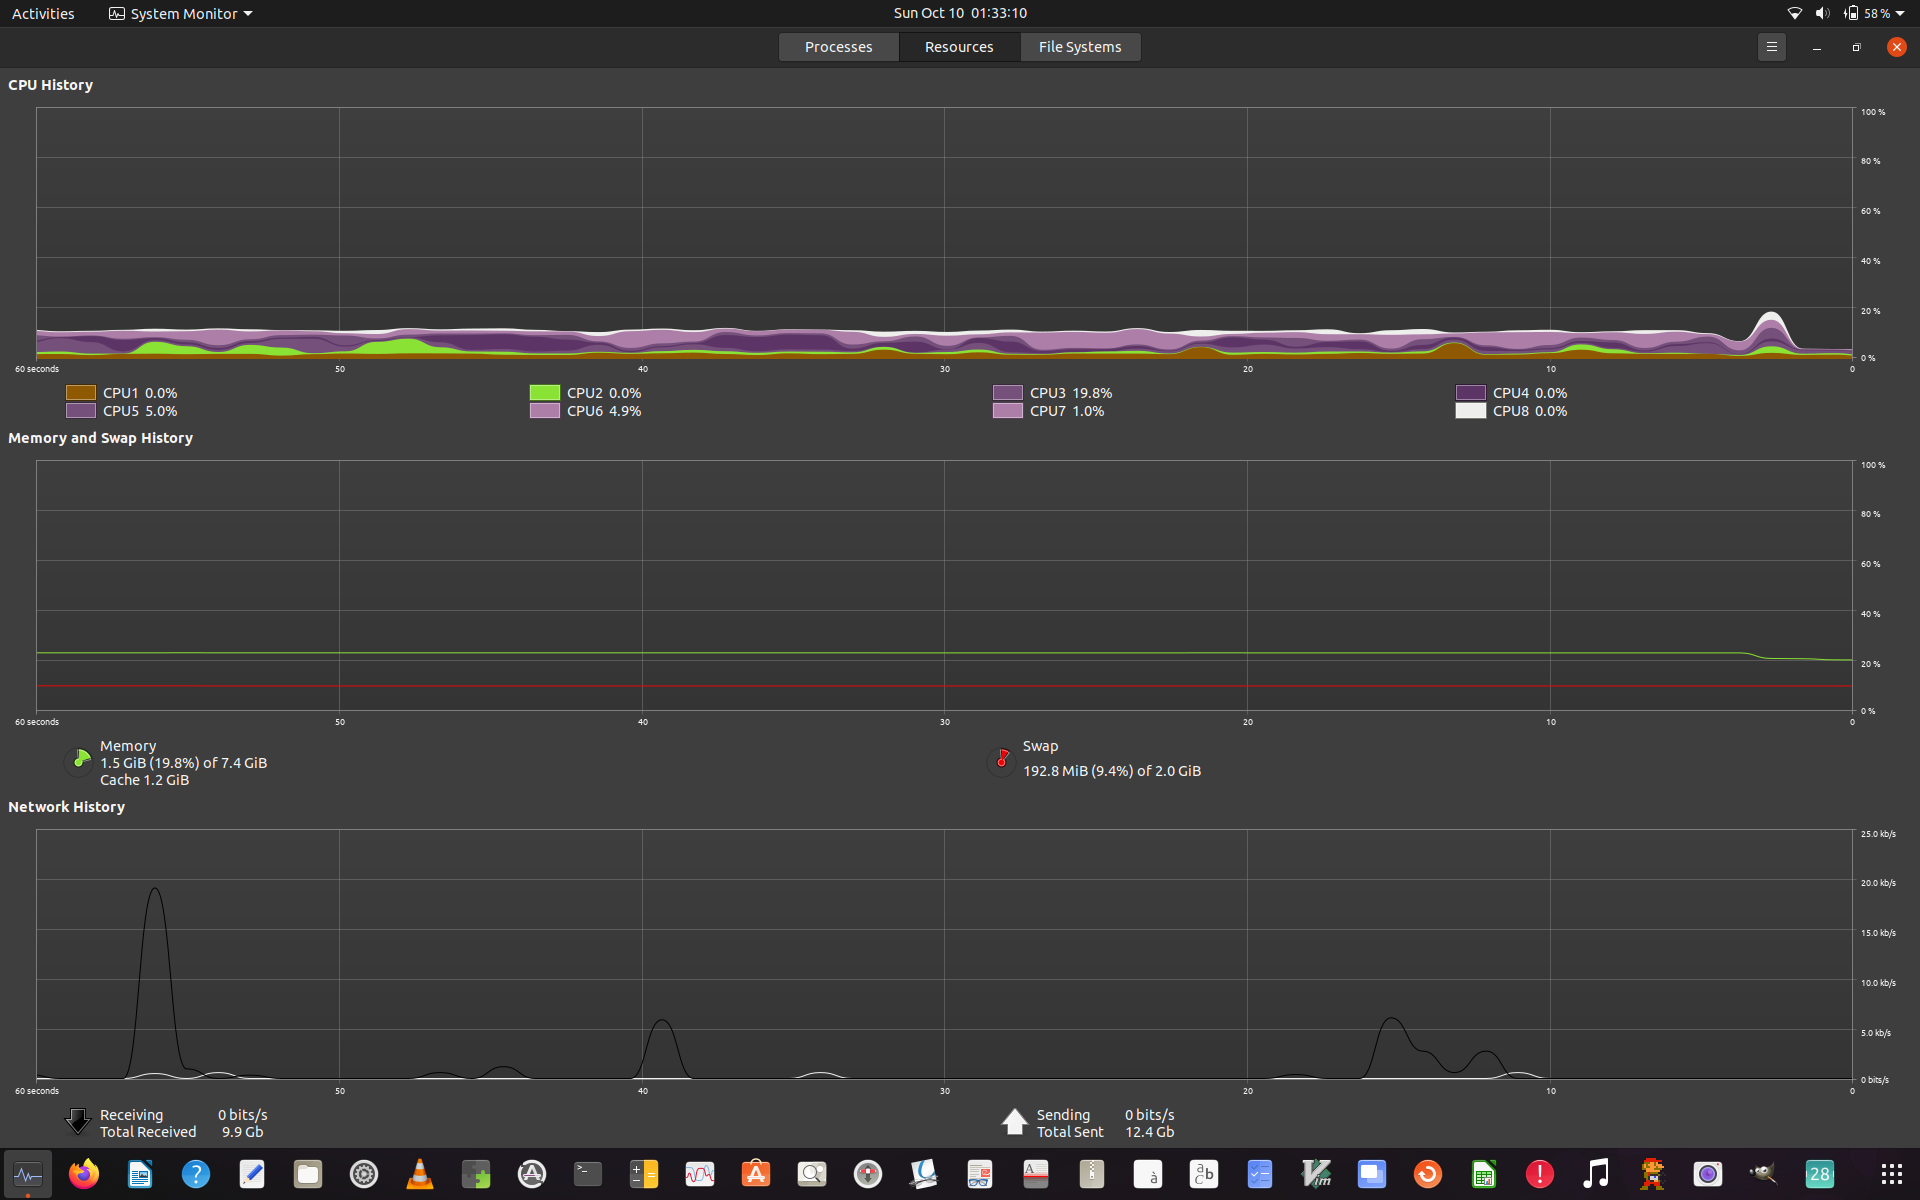 Activities System Monitor Sun Oct 10 01:33:10 58 %
Processes Resources File Systems
CPU History
100 %
80 %
60 %
40 %
20 %
0 %
60 seconds 50 40 30 20 10 0
CPU1 0.0% CPU2 0.0% CPU3 19.8% CPU4 0.0%
CPU5 5.0% CPU6 4.9% CPU7 1.0% CPU8 0.0%
Memory and Swap History
100 %
80 %
60 %
40 %
20 %
0 %
60 seconds 50 40 30 20 10 0
Memory
1.5 GiB (19.8%) of 7.4 GiB
Cache 1.2 GiB
Swap
192.8 MiB (9.4%) of 2.0 GiB
Network History
25.0 kb/s
20.0 kb/s
15.0 kb/s
10.0 kb/s
5.0 kb/s
0 bits/s
60 seconds 50 40 30 20 10 0
Receiving 0 bits/s Sending 0 bits/s
Total Received 9.9 Gb Total Sent 12.4 Gb
28